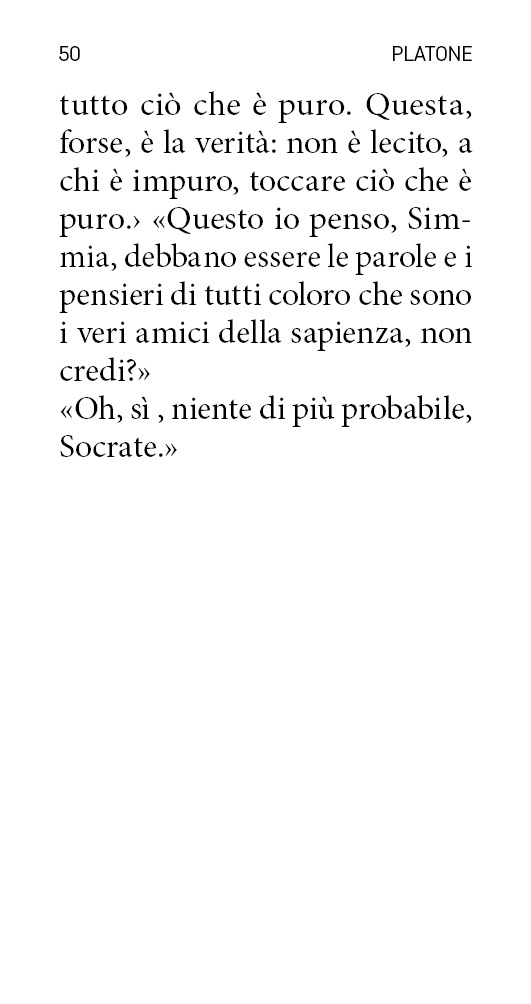 50 PLATONE
tutto ciò che è puro. Questa,
forse, è la verità: non è lecito, a
chi è impuro, toccare ciò che è
puro.› «Questo io penso, Sim-
mia, debbano essere le parole e i
pensieri di tutti coloro che sono
i veri amici della sapienza, non
credi?»
«Oh, sì , niente di più probabile,
Socrate.»